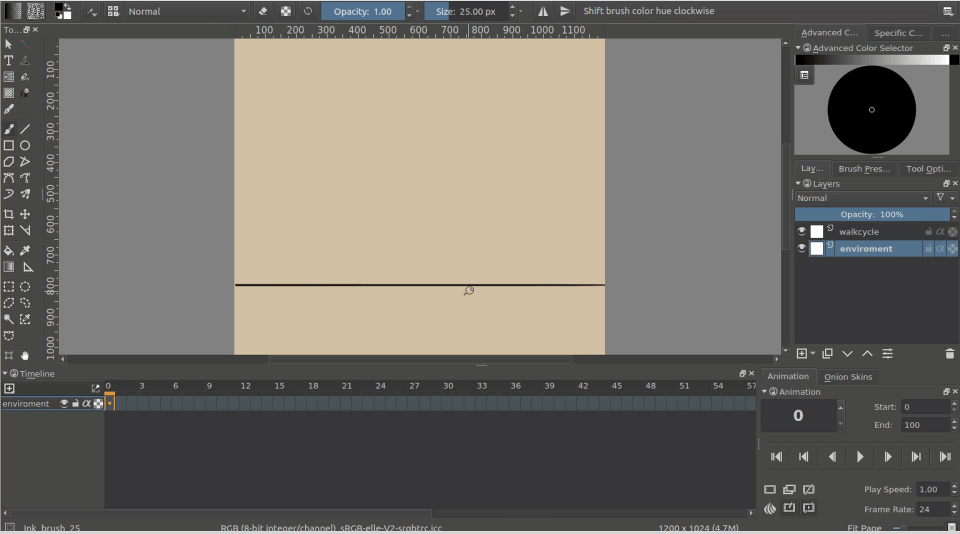 Normal
Opacity: 1.00
Size: 25.00 px
Shift brush color hue clockwise
To...
100 200 300 400 500 600 700 800 900 1000 1100
100
200
300
400
500
600
700
800
900
1000
Advanced C...
Specific C...
...
Advanced Color Selector
Lay...
Brush Pres...
Tool Opti...
Layers
Normal
Opacity: 100%
walkcycle
enviroment
Timeline
0 3 6 9 12 15 18 21 24 27 30 33 36 39 42 45 48 51 54 57
enviroment
Animation
Onion Skins
Animation
0
Start: 0
End: 100
Play Speed: 1.00
Frame Rate: 24
Ink_brush_25
RGB (8-bit integer/channel) sRGB-elle-V2-srgbtrc.icc
1200 x 1024 (4.7M)
Fit Page